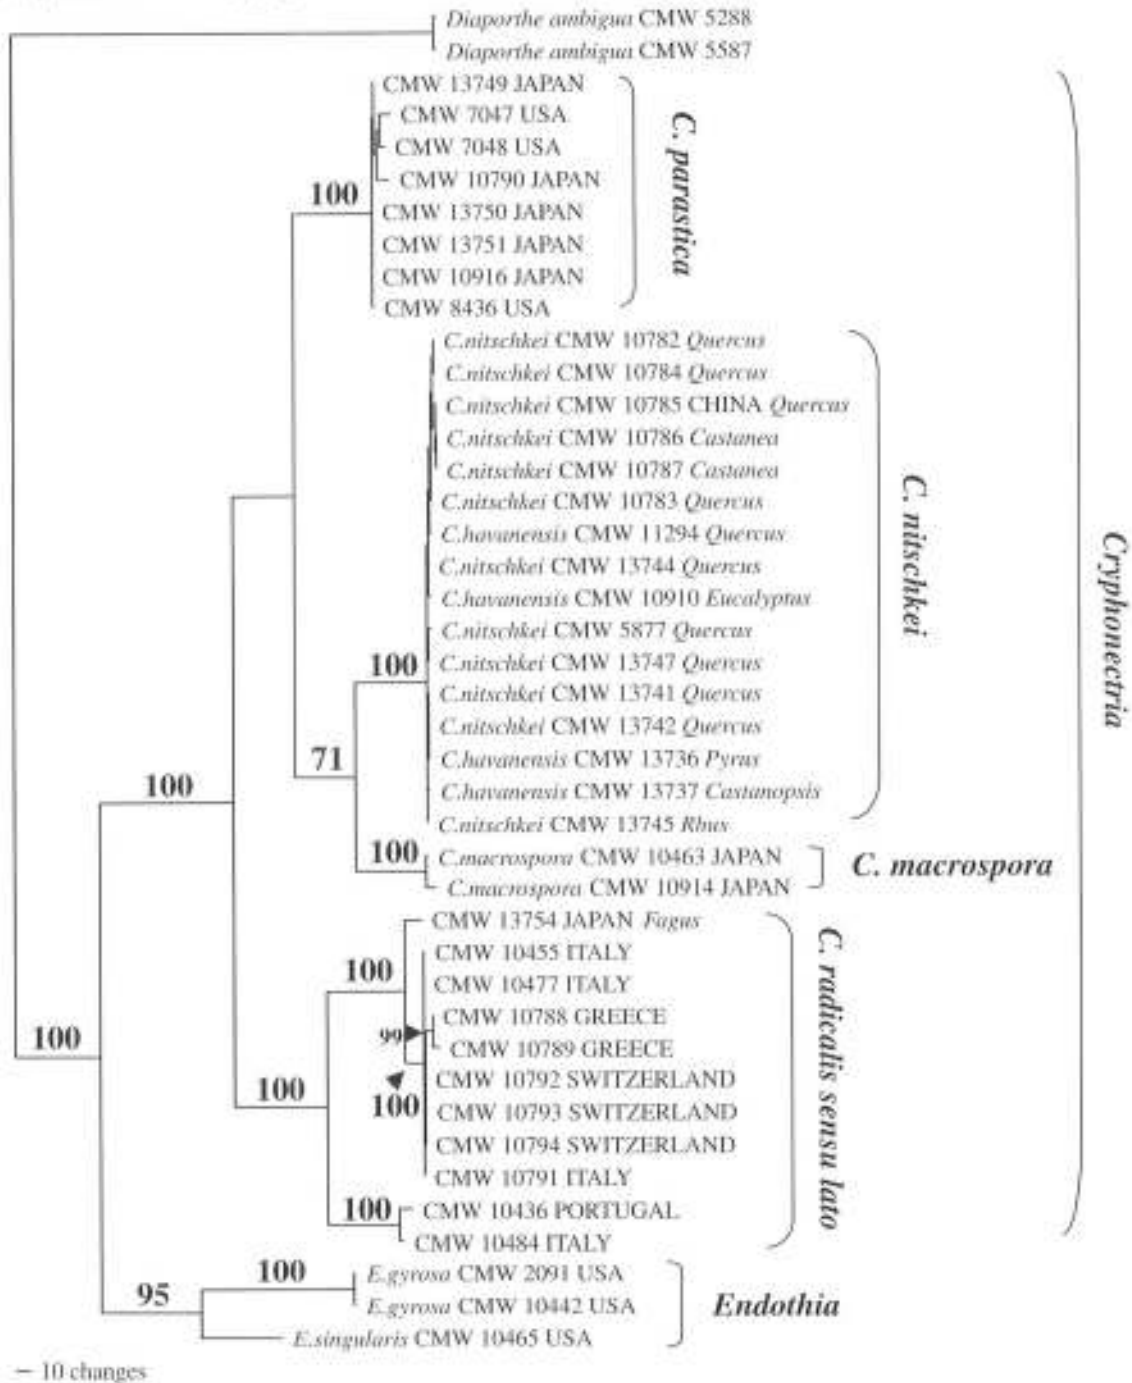 Diaporthe ambigua CMW 5288
Diaporthe ambigua CMW 5587
CMW 13749 JAPAN
CMW 7047 USA
CMW 7048 USA
CMW 10790 JAPAN
100
CMW 13750 JAPAN
CMW 13751 JAPAN
CMW 10916 JAPAN
CMW 8436 USA
C. parastica
C.nitschkei CMW 10782 Quercus
C.nitschkei CMW 10784 Quercus
C.nitschkei CMW 10785 CHINA Quercus
C.nitschkei CMW 10786 Castanea
C.nitschkei CMW 10787 Castanea
C.nitschkei CMW 10783 Quercus
C.havanensis CMW 11294 Quercus
C.nitschkei CMW 13744 Quercus
C.havanensis CMW 10910 Eucalyptus
C.nitschkei CMW 5877 Quercus
100
C.nitschkei CMW 13747 Quercus
C.nitschkei CMW 13741 Quercus
C.nitschkei CMW 13742 Quercus
71
C.havanensis CMW 13736 Pyrus
100
C.havanensis CMW 13737 Castanopsis
C.nitschkei CMW 13745 Rhus
C. nitschkei
Cryphonectria
100
C.macrospora CMW 10463 JAPAN
C.macrospora CMW 10914 JAPAN
C. macrospora
CMW 13754 JAPAN Fagus
CMW 10455 ITALY
100
CMW 10477 ITALY
CMW 10788 GREECE
100
99
CMW 10789 GREECE
CMW 10792 SWITZERLAND
100
100
CMW 10793 SWITZERLAND
CMW 10794 SWITZERLAND
CMW 10791 ITALY
100
CMW 10436 PORTUGAL
CMW 10484 ITALY
C. radicalis sensu lato
100
E.gyrosa CMW 2091 USA
95
E.gyrosa CMW 10442 USA
Endothia
E.singularis CMW 10465 USA
– 10 changes